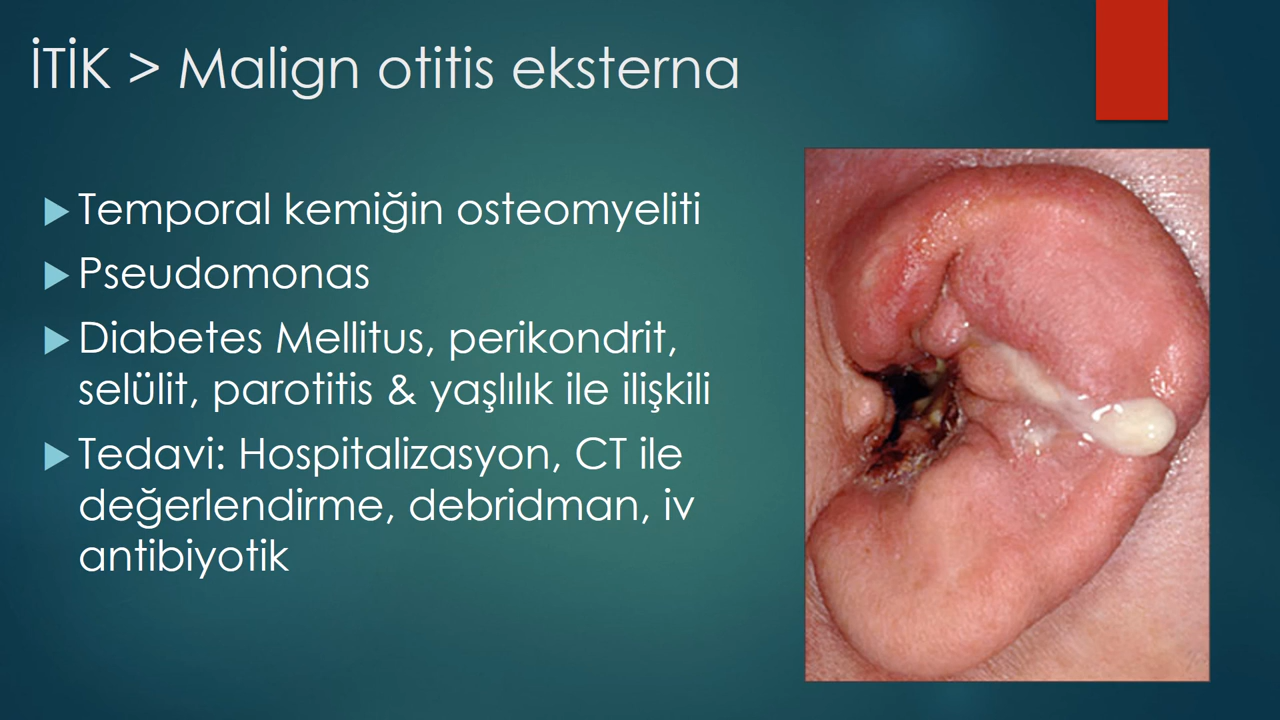 İTİK > Malign otitis eksterna
Temporal kemiğin osteomyeliti
Pseudomonas
Diabetes Mellitus, perikondrit,
selülit, parotitis & yaşlılık ile ilişkili
Tedavi: Hospitalizasyon, CT ile
değerlendirme, debridman, iv
antibiyotik